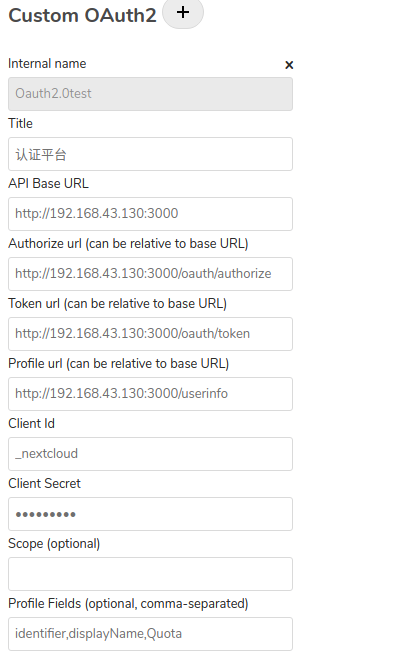 Custom OAuth2 +
Internal name x
Oauth2.0test
Title
认证平台
API Base URL
http://192.168.43.130:3000
Authorize url (can be relative to base URL)
http://192.168.43.130:3000/oauth/authorize
Token url (can be relative to base URL)
http://192.168.43.130:3000/oauth/token
Profile url (can be relative to base URL)
http://192.168.43.130:3000/userinfo
Client Id
_nextcloud
Client Secret
●●●●●●●●●
Scope (optional)
Profile Fields (optional, comma-separated)
identifier,displayName,Quota